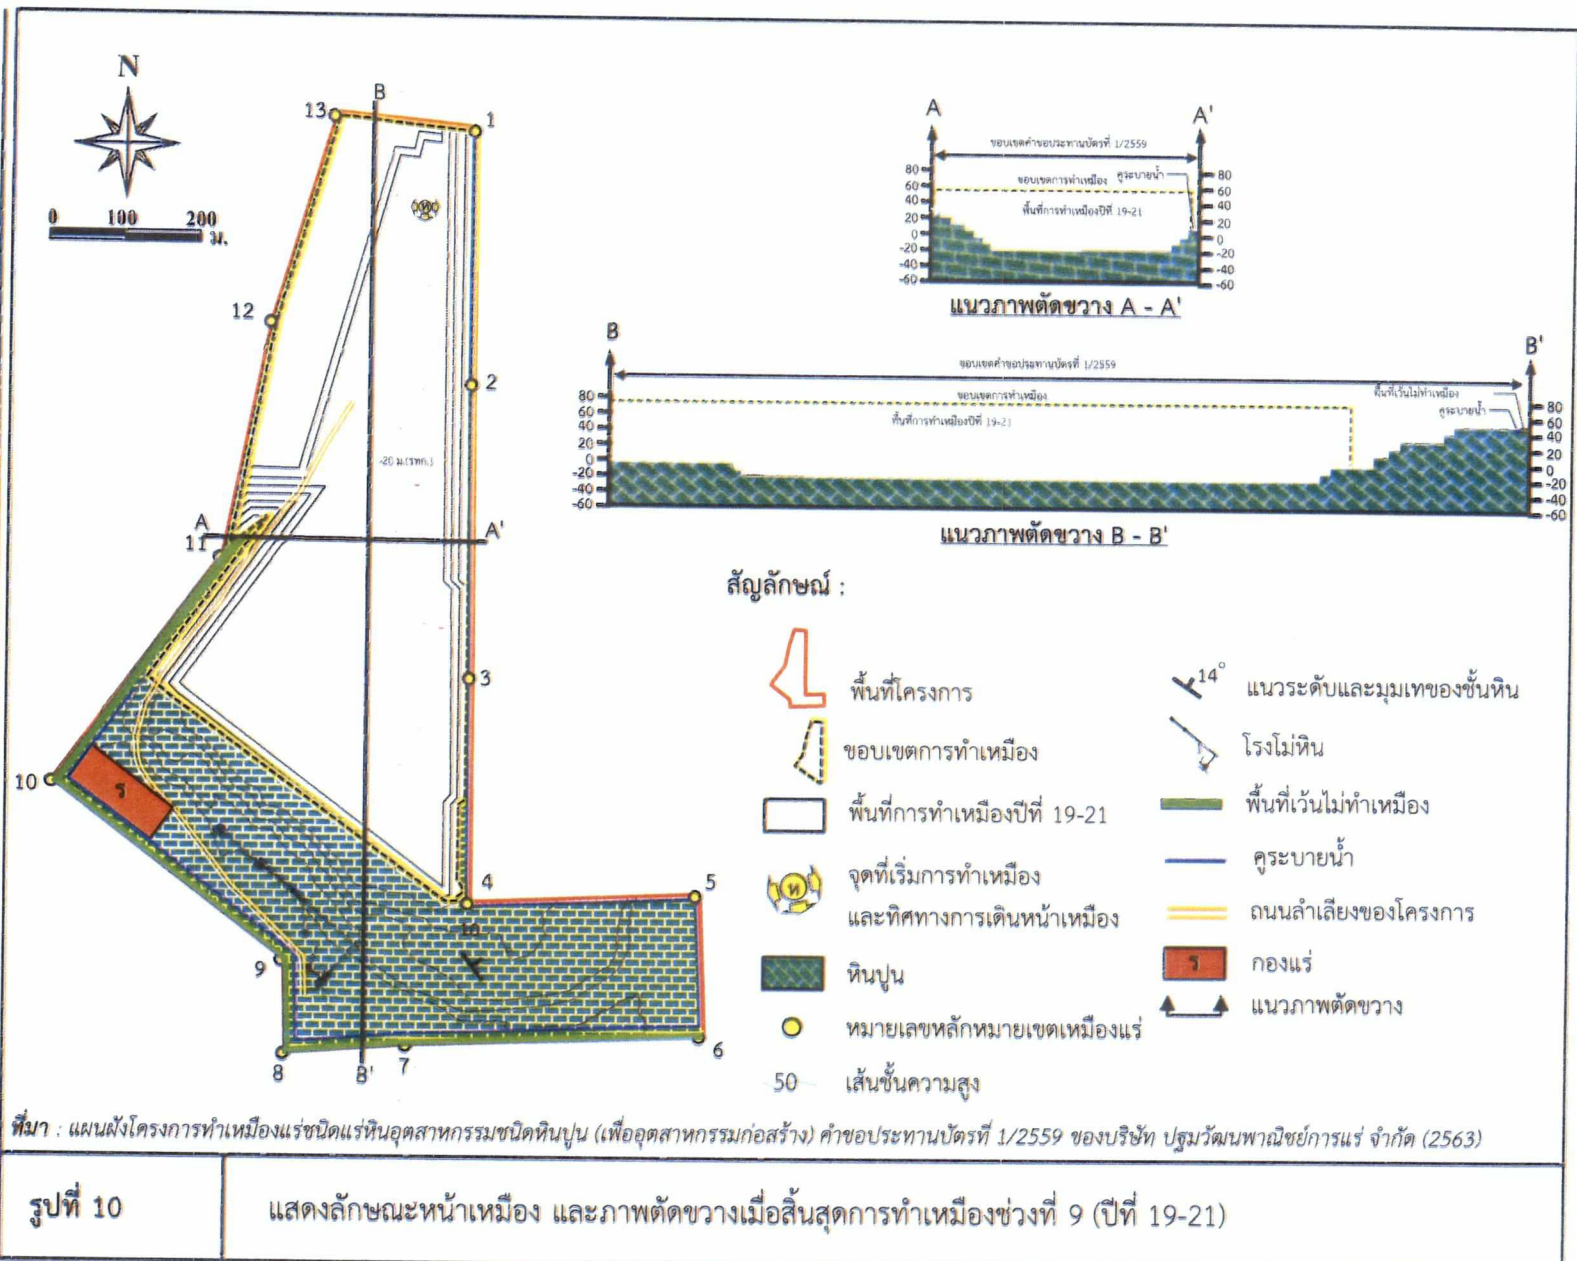 N
0 100 200
ม.
B
13
1
12
2
-20 ม.(รทก.)
A
A'
11
3
10
ร
4
5
10
9
8
B'
7
6
A
A'
ขอบเขตคำขอประทานบัตรที่ 1/2559
ขอบเขตการทำเหมือง
คูระบายน้ำ
พื้นที่การทำเหมืองปีที่ 19-21
80
60
40
20
0
-20
-40
-60
80
60
40
20
0
-20
-40
-60
แนวภาพตัดขวาง A - A'
B
B'
ขอบเขตคำขอประทานบัตรที่ 1/2559
ขอบเขตการทำเหมือง
พื้นที่เว้นไม่ทำเหมือง
คูระบายน้ำ
พื้นที่การทำเหมืองปีที่ 19-21
80
60
40
20
0
-20
-40
-60
80
60
40
20
0
-20
-40
-60
แนวภาพตัดขวาง B - B'
สัญลักษณ์ :
พื้นที่โครงการ
ขอบเขตการทำเหมือง
พื้นที่การทำเหมืองปีที่ 19-21
ห
จุดที่เริ่มการทำเหมือง
และทิศทางการเดินหน้าเหมือง
หินปูน
หมายเลขหลักหมายเขตเหมืองแร่
50 เส้นชั้นความสูง
14° แนวระดับและมุมเทของชั้นหิน
โรงโม่หิน
พื้นที่เว้นไม่ทำเหมือง
คูระบายน้ำ
ถนนลำเลียงของโครงการ
ร กองแร่
แนวภาพตัดขวาง
ที่มา : แผนผังโครงการทำเหมืองแร่ชนิดแร่หินอุตสาหกรรมชนิดหินปูน (เพื่ออุตสาหกรรมก่อสร้าง) คำขอประทานบัตรที่ 1/2559 ของบริษัท ปฐมวัฒนพาณิชย์การแร่ จำกัด (2563)
รูปที่ 10
แสดงลักษณะหน้าเหมือง และภาพตัดขวางเมื่อสิ้นสุดการทำเหมืองช่วงที่ 9 (ปีที่ 19-21)